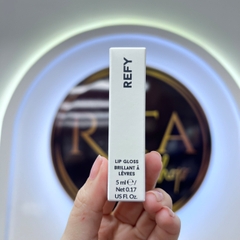 REFY
LIP GLOSS
BRILLANT À
LÈVRES
5 ml ℮ /
Net 0.17
US Fl. Oz.